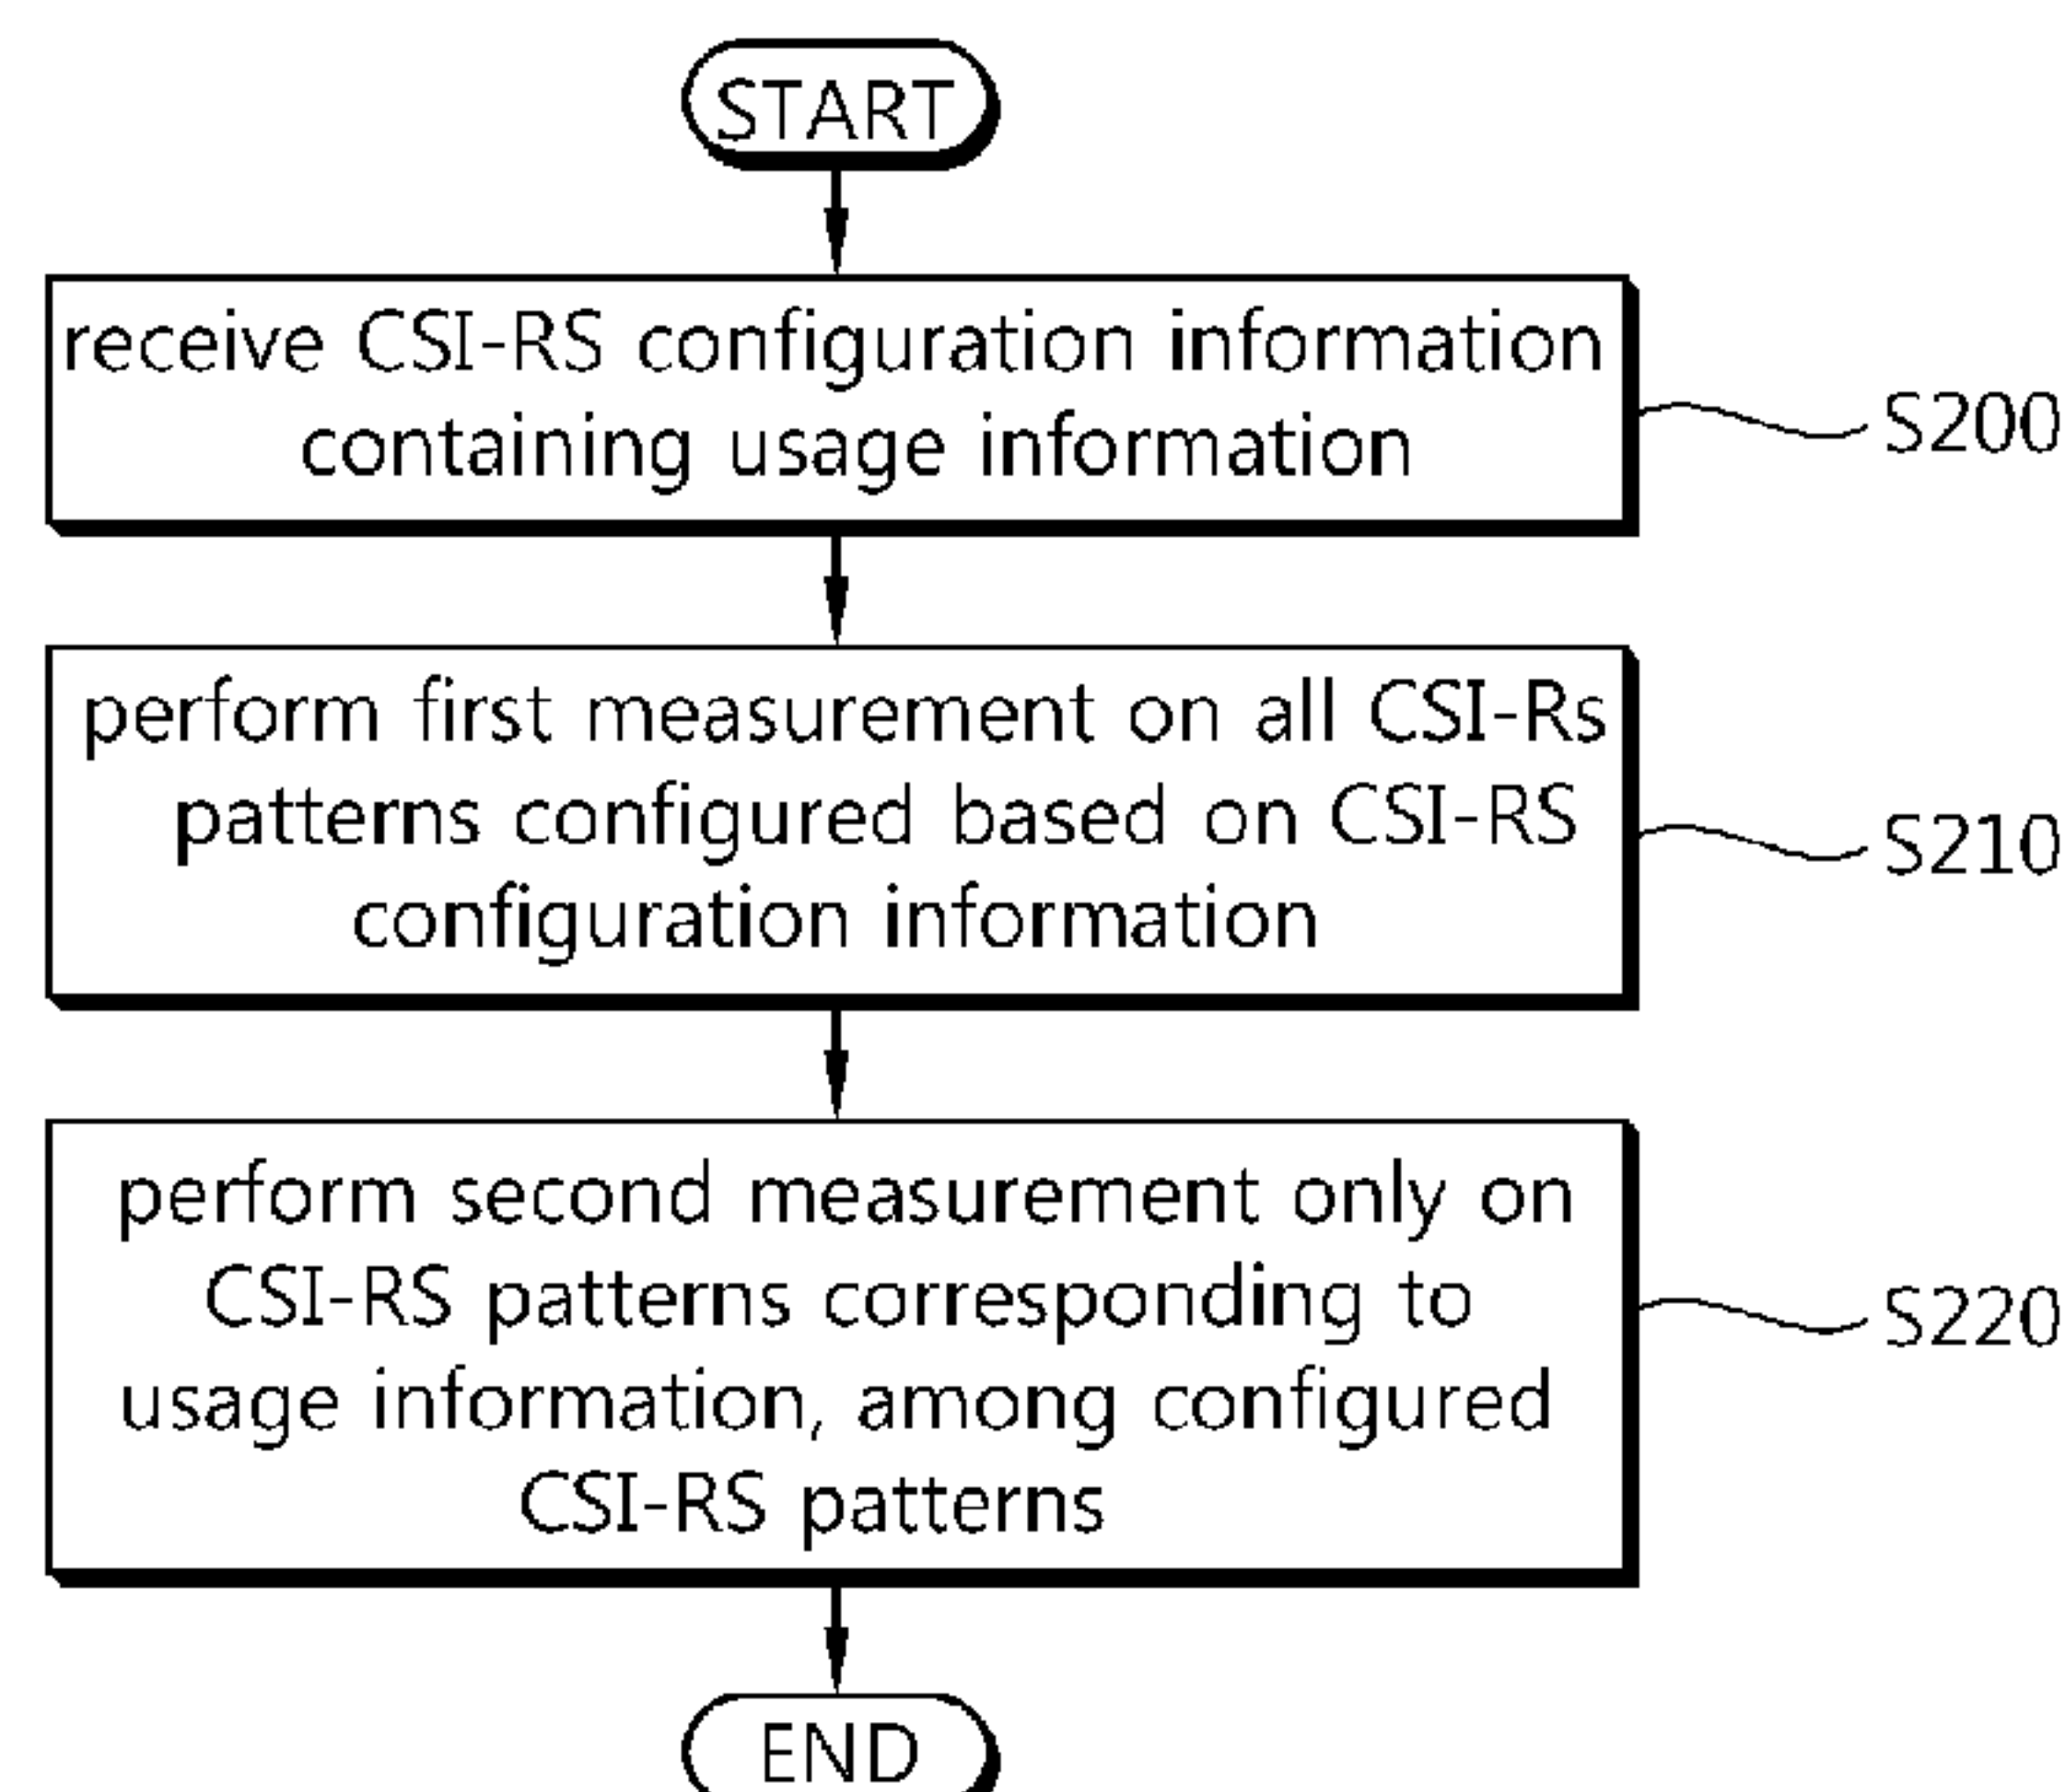 START
receive CSI-RS configuration information
containing usage information
S200
perform first measurement on all CSI-Rs
patterns configured based on CSI-RS
configuration information
S210
perform second measurement only on
CSI-RS patterns corresponding to
usage information, among configured
CSI-RS patterns
S220
END